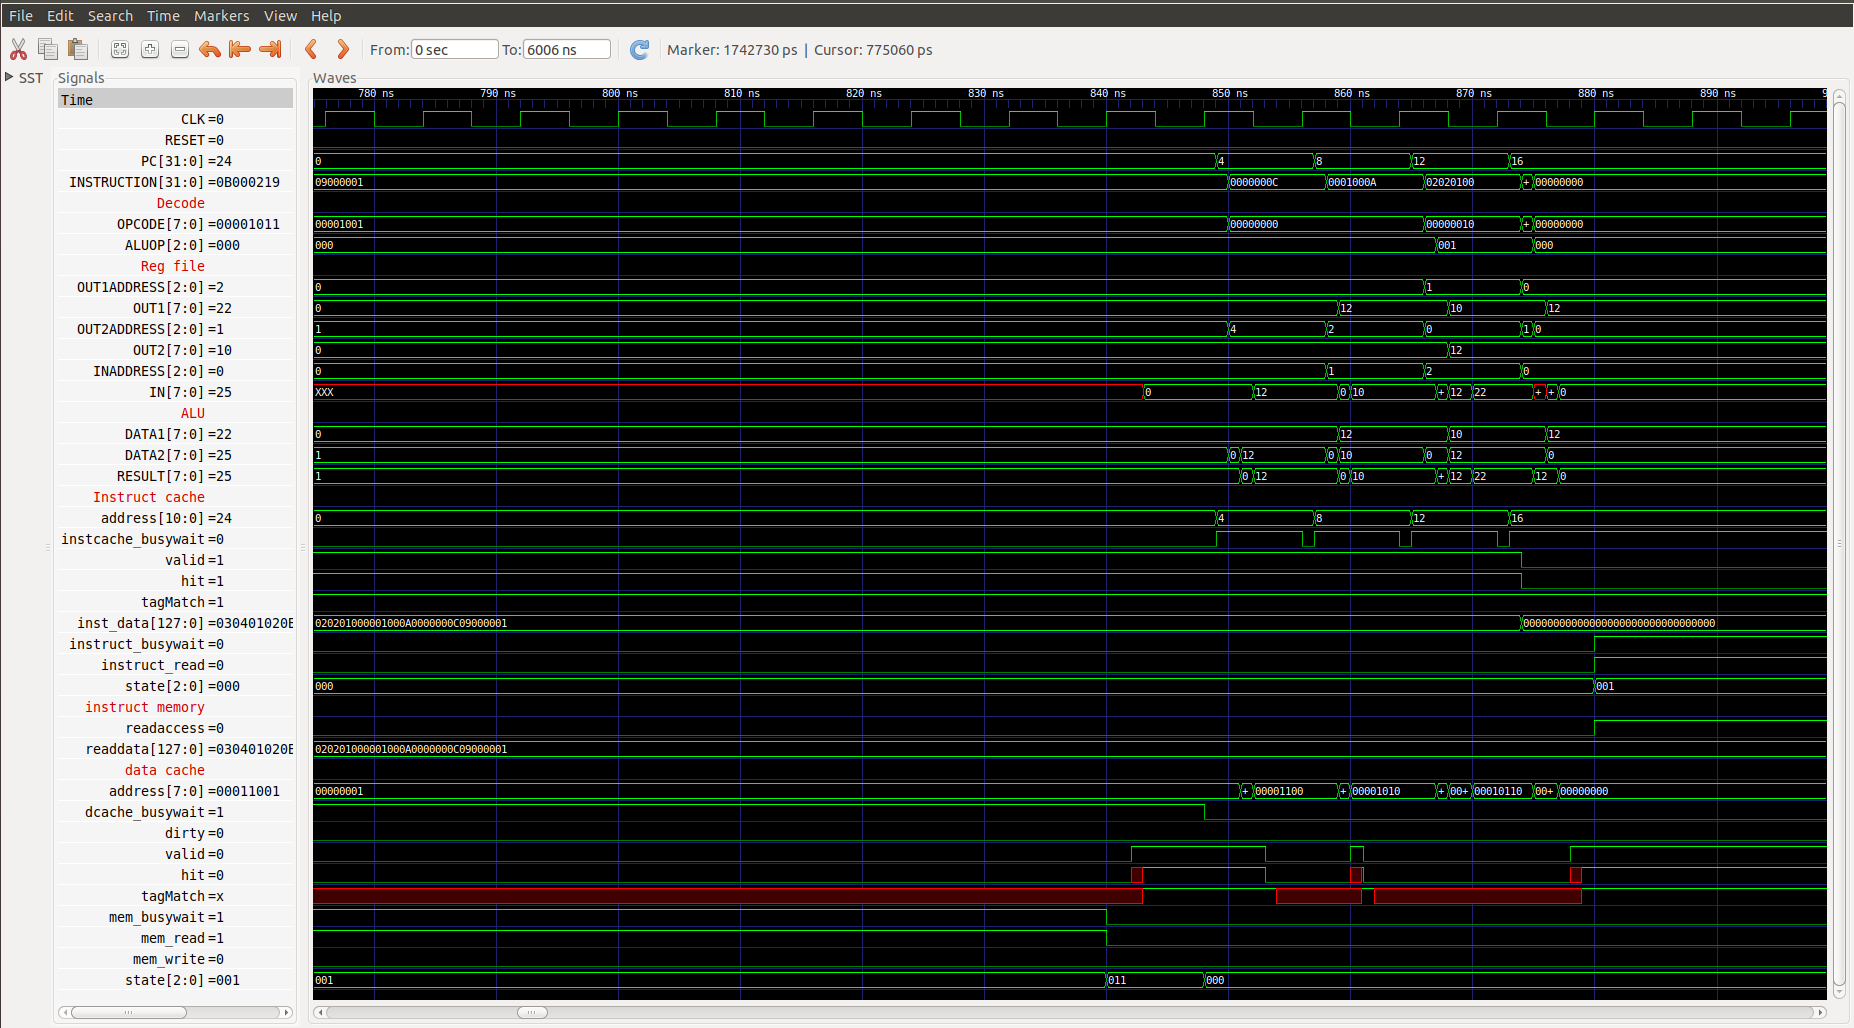 File Edit Search Time Markers View Help
From: 0 sec To: 6006 ns Marker: 1742730 ps | Cursor: 775060 ps
SST Signals Waves
Time 780 ns 790 ns 800 ns 810 ns 820 ns 830 ns 840 ns 850 ns 860 ns 870 ns 880 ns 890 ns 9
CLK =0
RESET =0
PC[31:0] =24 0 4 8 12 16
INSTRUCTION[31:0] =0B000219 09000001 0000000C 0001000A 02020100 + 00000000
Decode
OPCODE[7:0] =00001011 00001001 00000000 00000010 + 00000000
ALUOP[2:0] =000 000 001 000
Reg file
OUT1ADDRESS[2:0] =2 0 1 0
OUT1[7:0] =22 0 12 10 12
OUT2ADDRESS[2:0] =1 1 4 2 0 1 0
OUT2[7:0] =10 0 12
INADDRESS[2:0] =0 0 1 2 0
IN[7:0] =25 XXX 0 12 0 10 + 12 22 + + 0
ALU
DATA1[7:0] =22 0 12 10 12
DATA2[7:0] =25 1 0 12 0 10 0 12 0
RESULT[7:0] =25 1 0 12 0 10 + 12 22 12 0
Instruct cache
address[10:0] =24 0 4 8 12 16
instcache_busywait =0
valid =1
hit =1
tagMatch =1
inst_data[127:0] =030401020 020201000001000A0000000C09000001 00000000000000000000000000000000
instruct_busywait =0
instruct_read =0
state[2:0] =000 000 001
instruct memory
readaccess =0
readdata[127:0] =030401020 020201000001000A0000000C09000001
data cache
address[7:0] =00011001 00000001 + 00001100 + 00001010 + 00+ 00010110 00+ 00000000
dcache_busywait =1
dirty =0
valid =0
hit =0
tagMatch =x
mem_busywait =1
mem_read =1
mem_write =0
state[2:0] =001 001 011 000